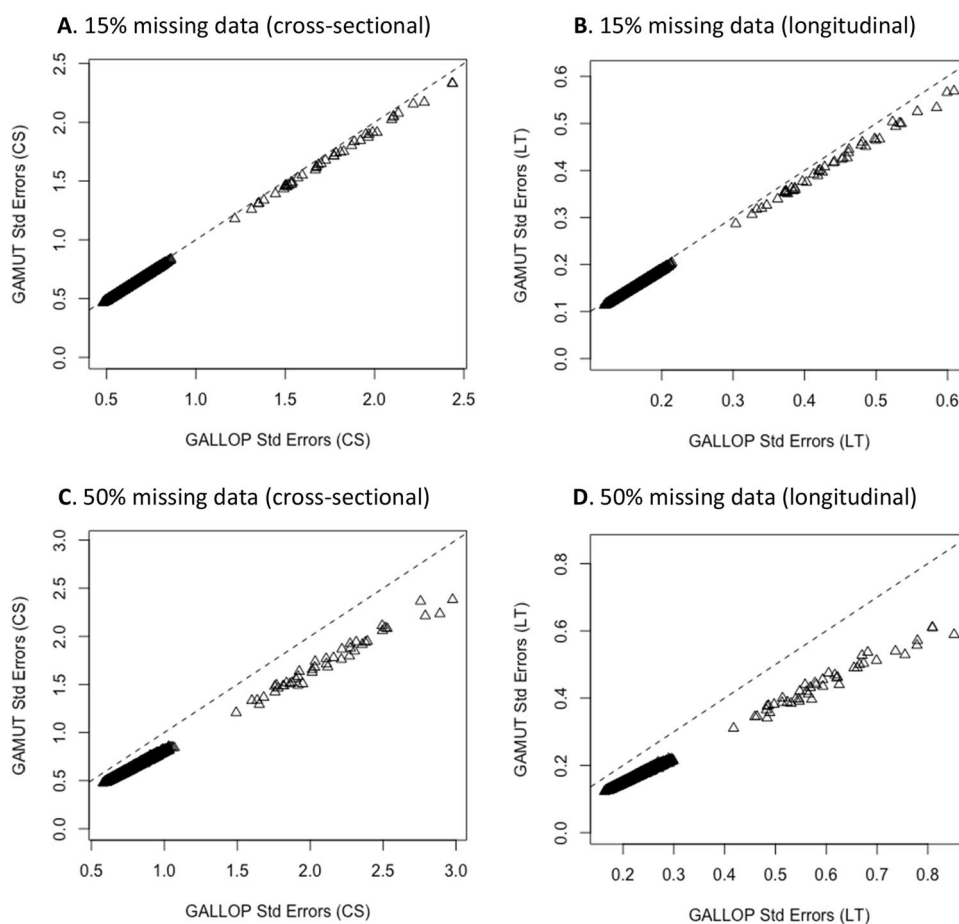 A. 15% missing data (cross-sectional)
GAMUT Std Errors (CS)
2.5
2.0
1.5
1.0
0.5
0.0
0.5 1.0 1.5 2.0 2.5
GALLOP Std Errors (CS)
B. 15% missing data (longitudinal)
GAMUT Std Errors (LT)
0.6
0.5
0.4
0.3
0.2
0.1
0.0
0.2 0.3 0.4 0.5 0.6
GALLOP Std Errors (LT)
C. 50% missing data (cross-sectional)
GAMUT Std Errors (CS)
3.0
2.5
2.0
1.5
1.0
0.5
0.0
0.5 1.0 1.5 2.0 2.5 3.0
GALLOP Std Errors (CS)
D. 50% missing data (longitudinal)
GAMUT Std Errors (LT)
0.8
0.6
0.4
0.2
0.0
0.2 0.3 0.4 0.5 0.6 0.7 0.8
GALLOP Std Errors (LT)